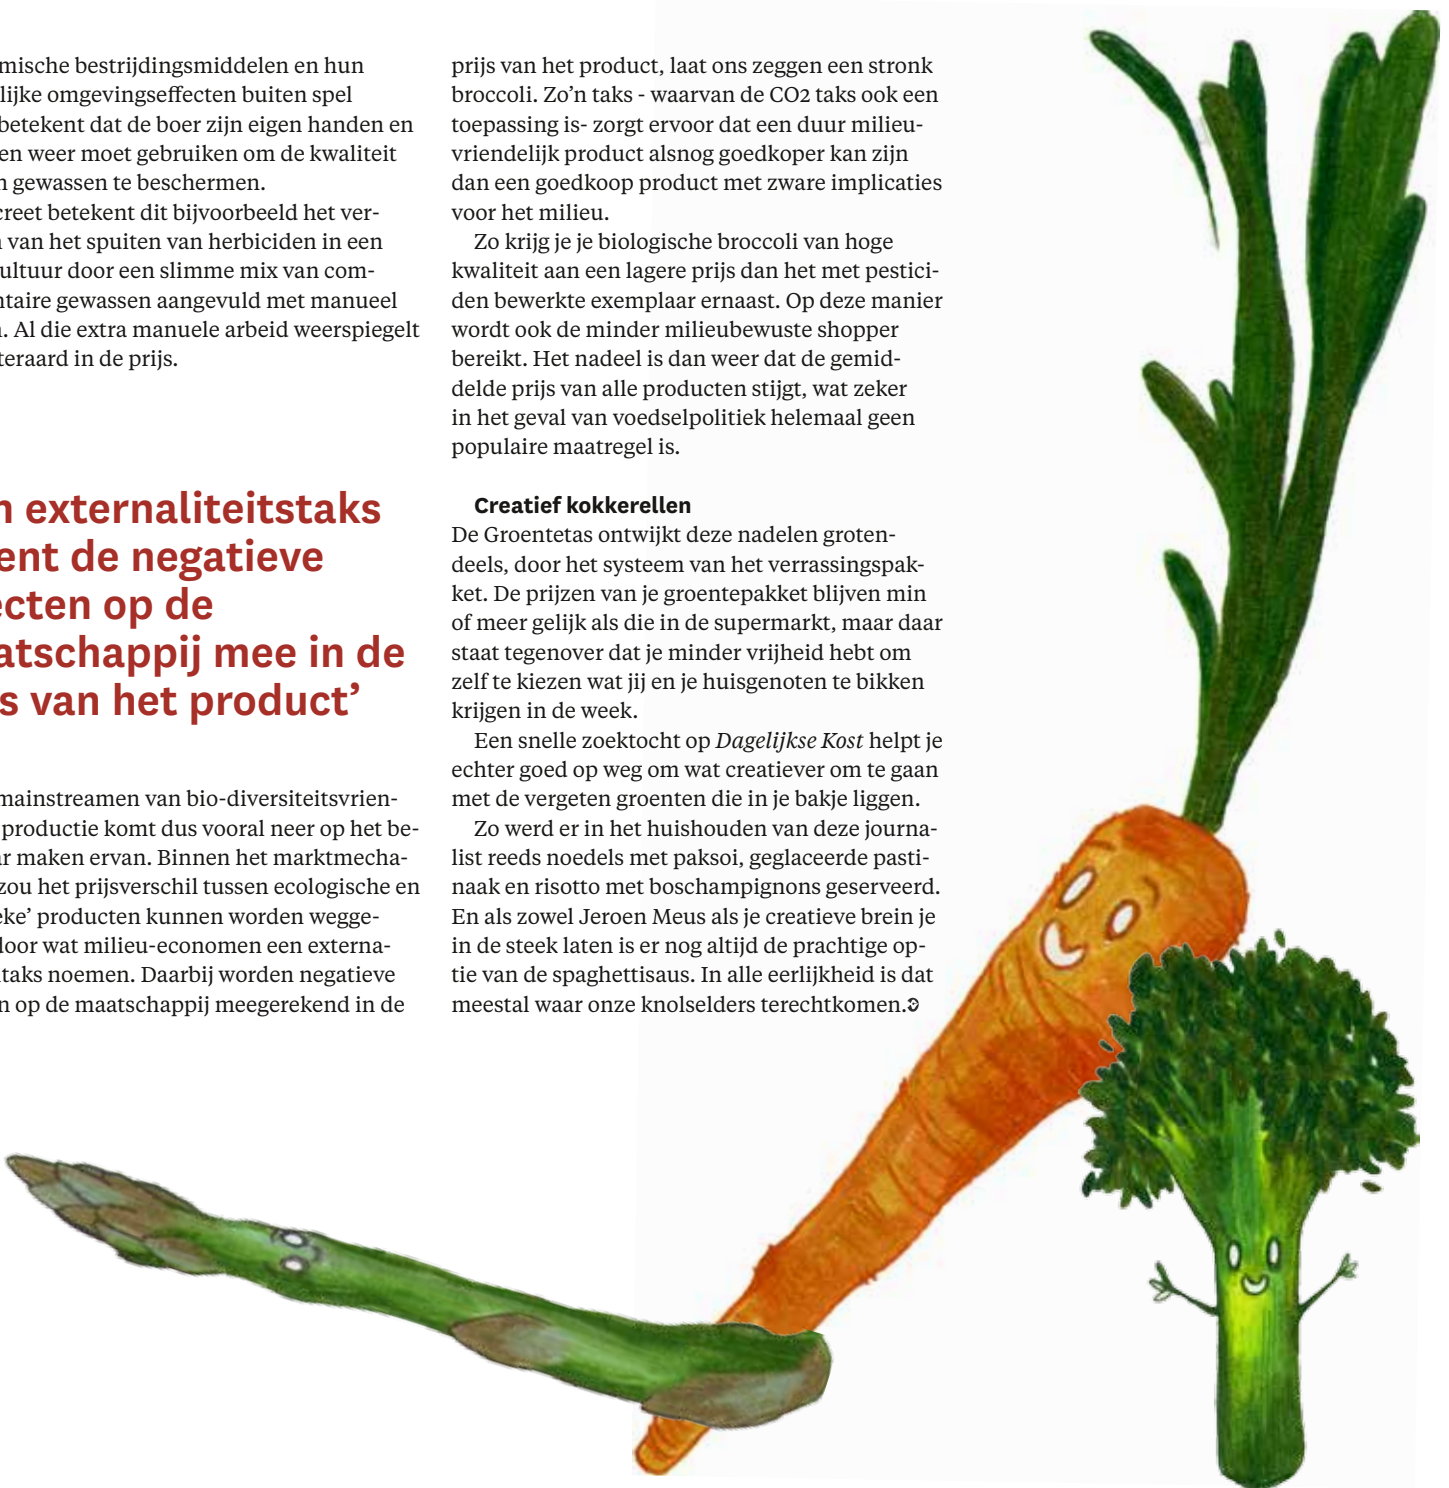 mische bestrijdingsmiddelen en hun
lijke omgevingseffecten buiten spel
betekent dat de boer zijn eigen handen en
en weer moet gebruiken om de kwaliteit
n gewassen te beschermen.
creet betekent dit bijvoorbeeld het ver-
n van het spuiten van herbiciden in een
ultuur door een slimme mix van com-
ntaire gewassen aangevuld met manueel
n. Al die extra manuele arbeid weerspiegelt
teraard in de prijs.
n externaliteitstaks
ent de negatieve
ecten op de
atschappij mee in de
s van het product’
mainstreamen van bio-diversiteitsvrien-
productie komt dus vooral neer op het be-
ar maken ervan. Binnen het marktmecha-
zou het prijsverschil tussen ecologische en
eke’ producten kunnen worden wegge-
door wat milieu-economen een externa-
taks noemen. Daarbij worden negatieve
n op de maatschappij meegerekend in de
prijs van het product, laat ons zeggen een stronk
broccoli. Zo’n taks - waarvan de CO2 taks ook een
toepassing is- zorgt ervoor dat een duur milieu-
vriendelijk product alsnog goedkoper kan zijn
dan een goedkoop product met zware implicaties
voor het milieu.
Zo krijg je je biologische broccoli van hoge
kwaliteit aan een lagere prijs dan het met pestici-
den bewerkte exemplaar ernaast. Op deze manier
wordt ook de minder milieubewuste shopper
bereikt. Het nadeel is dan weer dat de gemid-
delde prijs van alle producten stijgt, wat zeker
in het geval van voedselpolitiek helemaal geen
populaire maatregel is.
Creatief kokkerellen
De Groentetas ontwijkt deze nadelen groten-
deels, door het systeem van het verrassingspak-
ket. De prijzen van je groentepakket blijven min
of meer gelijk als die in de supermarkt, maar daar
staat tegenover dat je minder vrijheid hebt om
zelf te kiezen wat jij en je huisgenoten te bikken
krijgen in de week.
Een snelle zoektocht op Dagelijkse Kost helpt je
echter goed op weg om wat creatiever om te gaan
met de vergeten groenten die in je bakje liggen.
Zo werd er in het huishouden van deze journa-
list reeds noedels met paksoi, geglaceerde pasti-
naak en risotto met boschampignons geserveerd.
En als zowel Jeroen Meus als je creatieve brein je
in de steek laten is er nog altijd de prachtige op-
tie van de spaghettisaus. In alle eerlijkheid is dat
meestal waar onze knolselders terechtkomen.